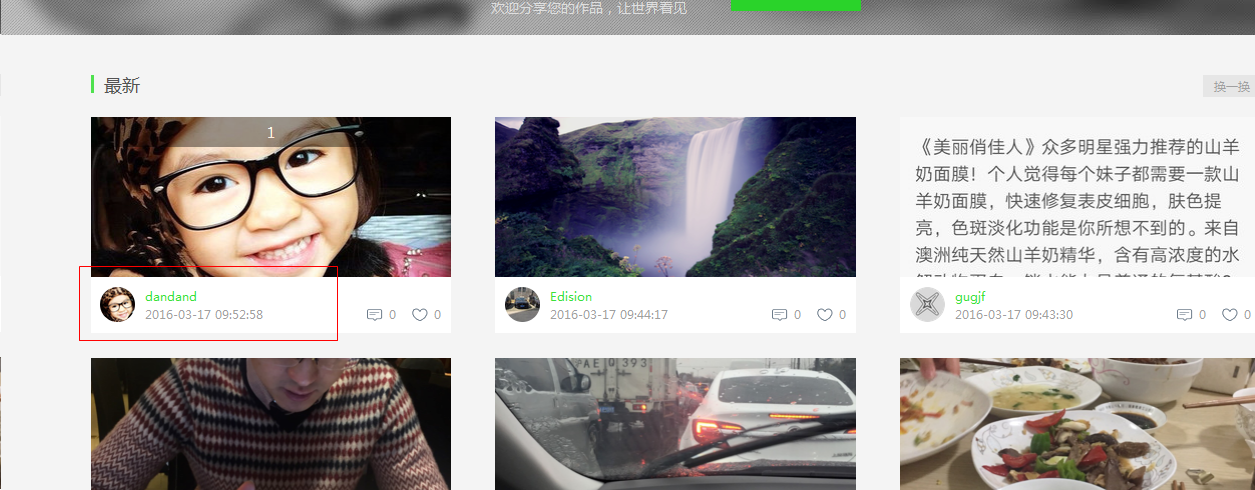 欢迎分享您的作品，让世界看见
最新
换一换
1
《美丽俏佳人》众多明星强力推荐的山羊
奶面膜！个人觉得每个妹子都需要一款山
羊奶面膜，快速修复表皮细胞，肤色提
亮，色斑淡化功能是你所想不到的。来自
澳洲纯天然山羊奶精华，含有高浓度的水
dandand
2016-03-17 09:52:58
0
0
Edision
2016-03-17 09:44:17
0
0
gugjf
2016-03-17 09:43:30
0
0